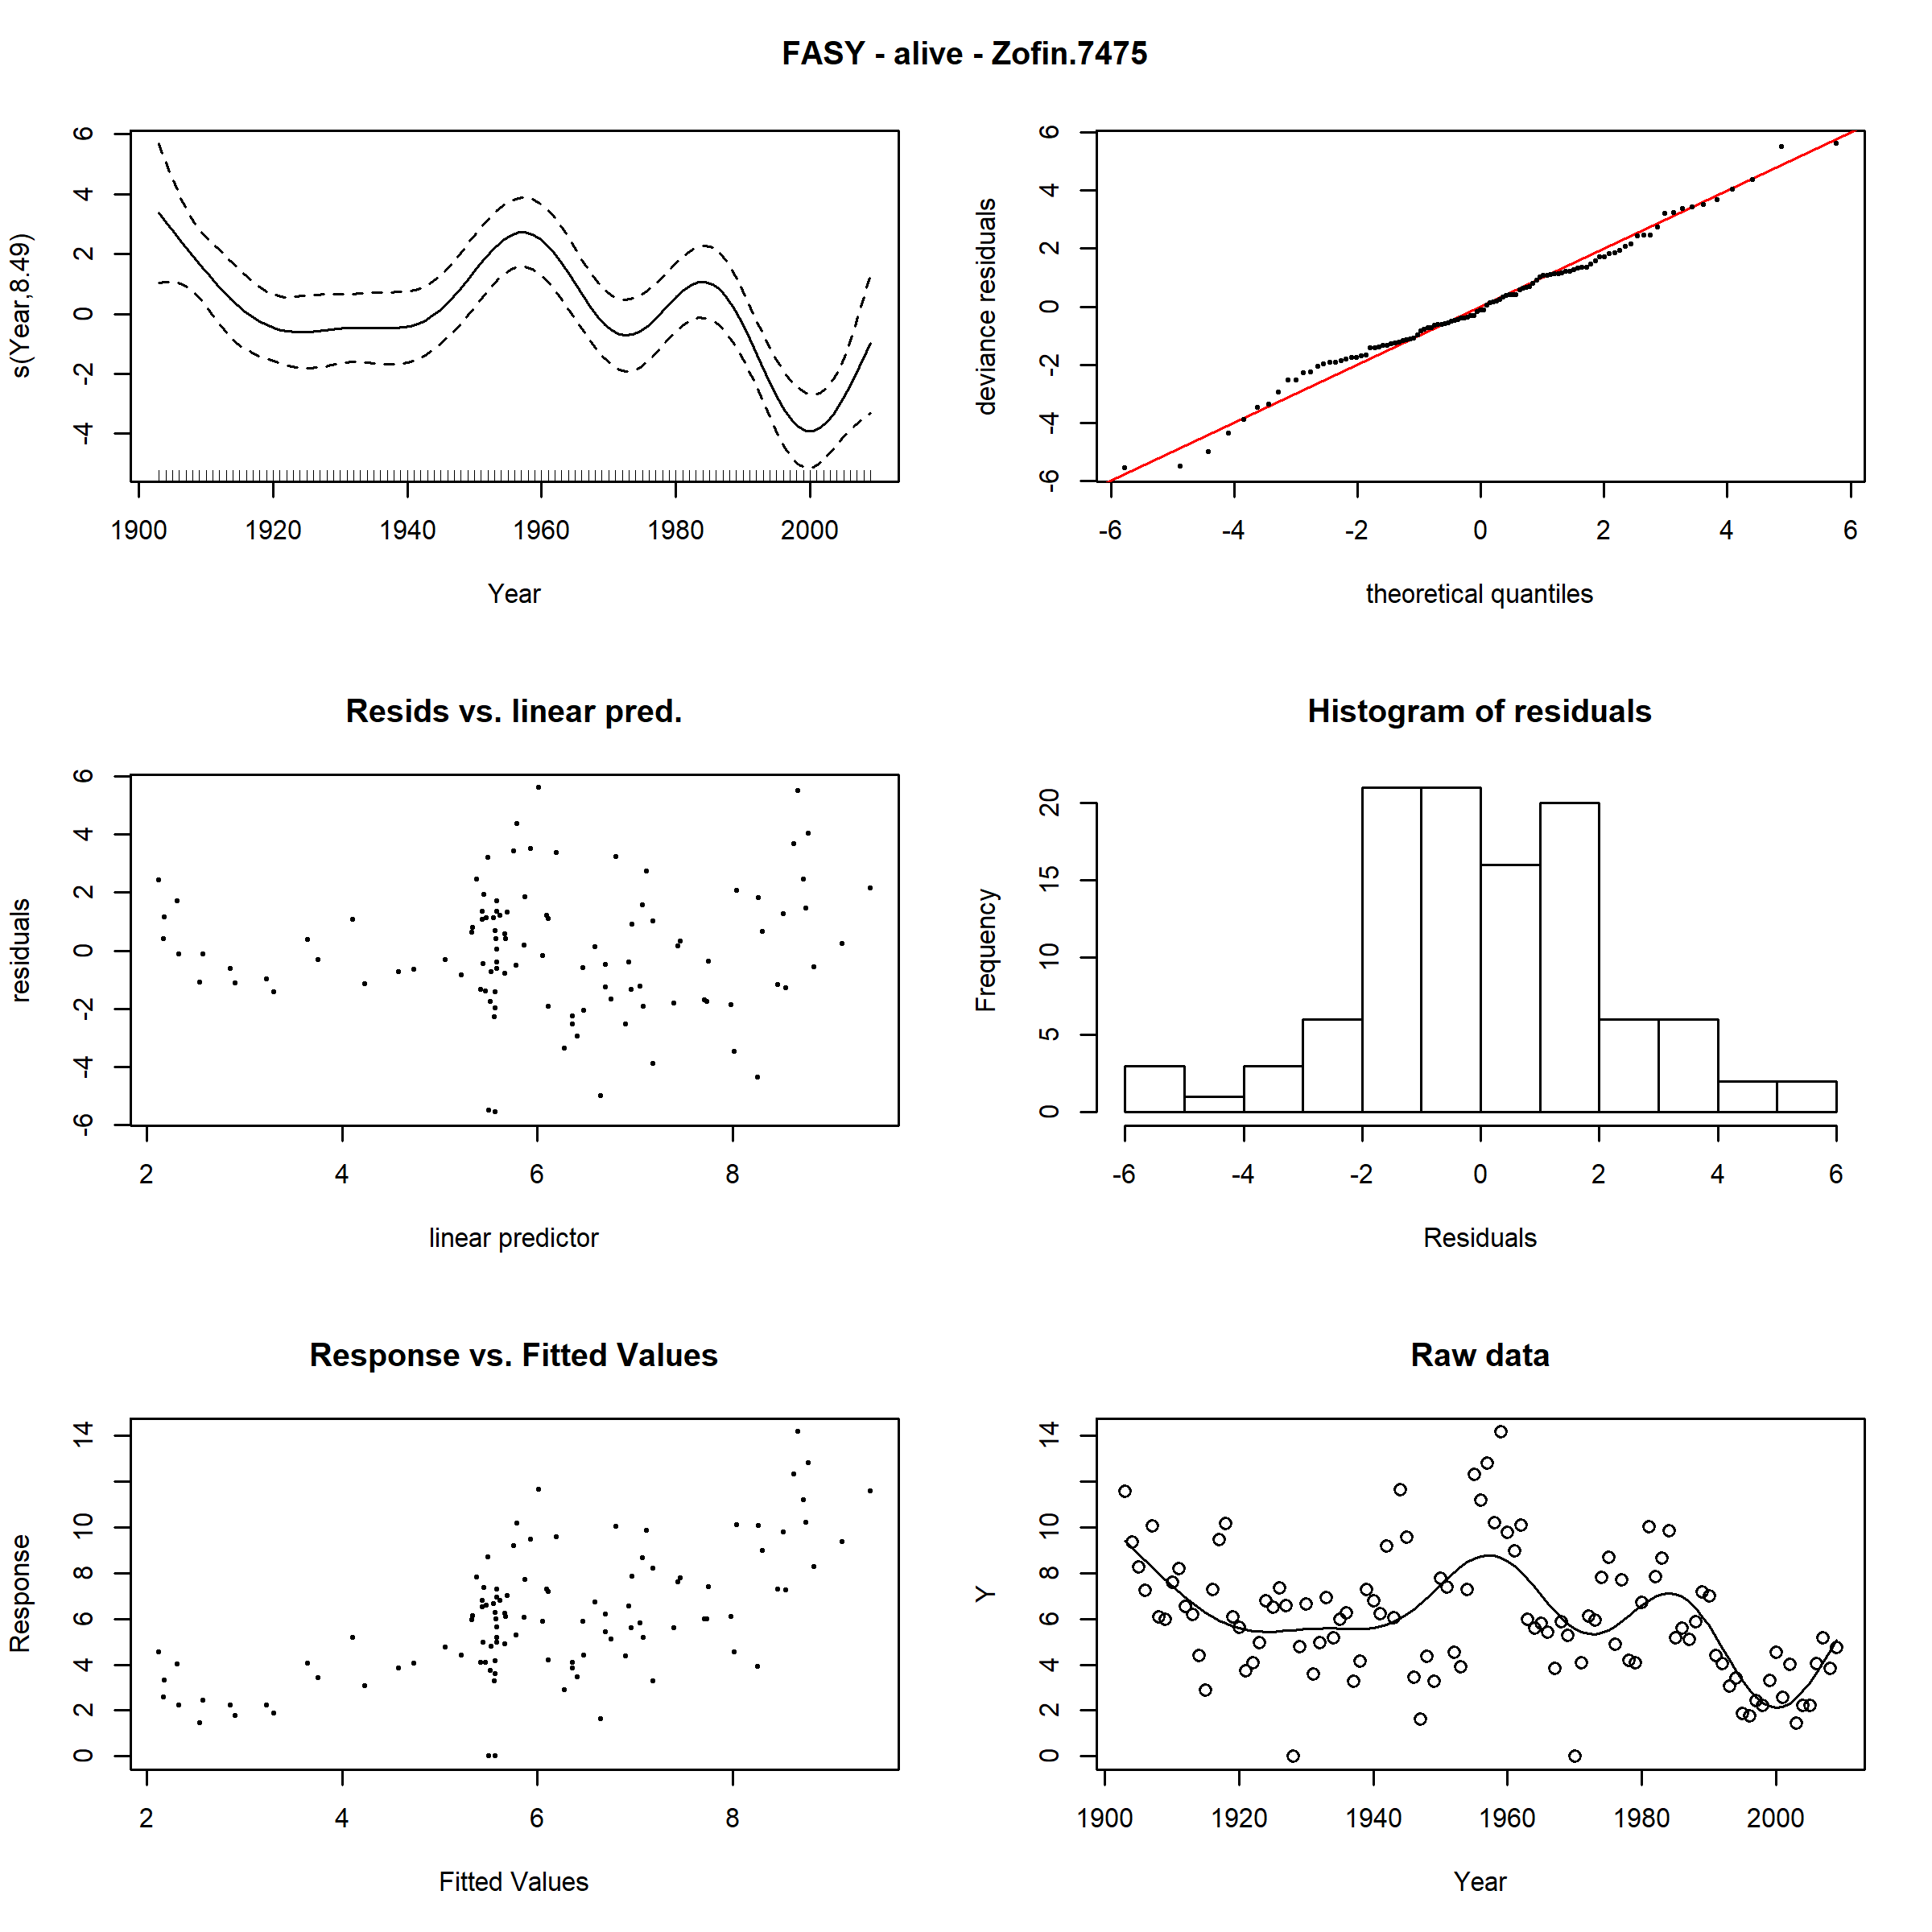 FASY - alive - Zofin.7475
s(Year,8.49)
6
4
2
0
-2
-4
1900 1920 1940 1960 1980 2000
Year
deviance residuals
6
4
2
0
-2
-4
-6
-6 -4 -2 0 2 4 6
theoretical quantiles
Resids vs. linear pred.
residuals
6
4
2
0
-2
-4
-6
2 4 6 8
linear predictor
Histogram of residuals
Frequency
20
15
10
5
0
-6 -4 -2 0 2 4 6
Residuals
Response vs. Fitted Values
Response
14
10
8
6
4
2
0
2 4 6 8
Fitted Values
Raw data
Y
14
10
8
6
4
2
0
1900 1920 1940 1960 1980 2000
Year